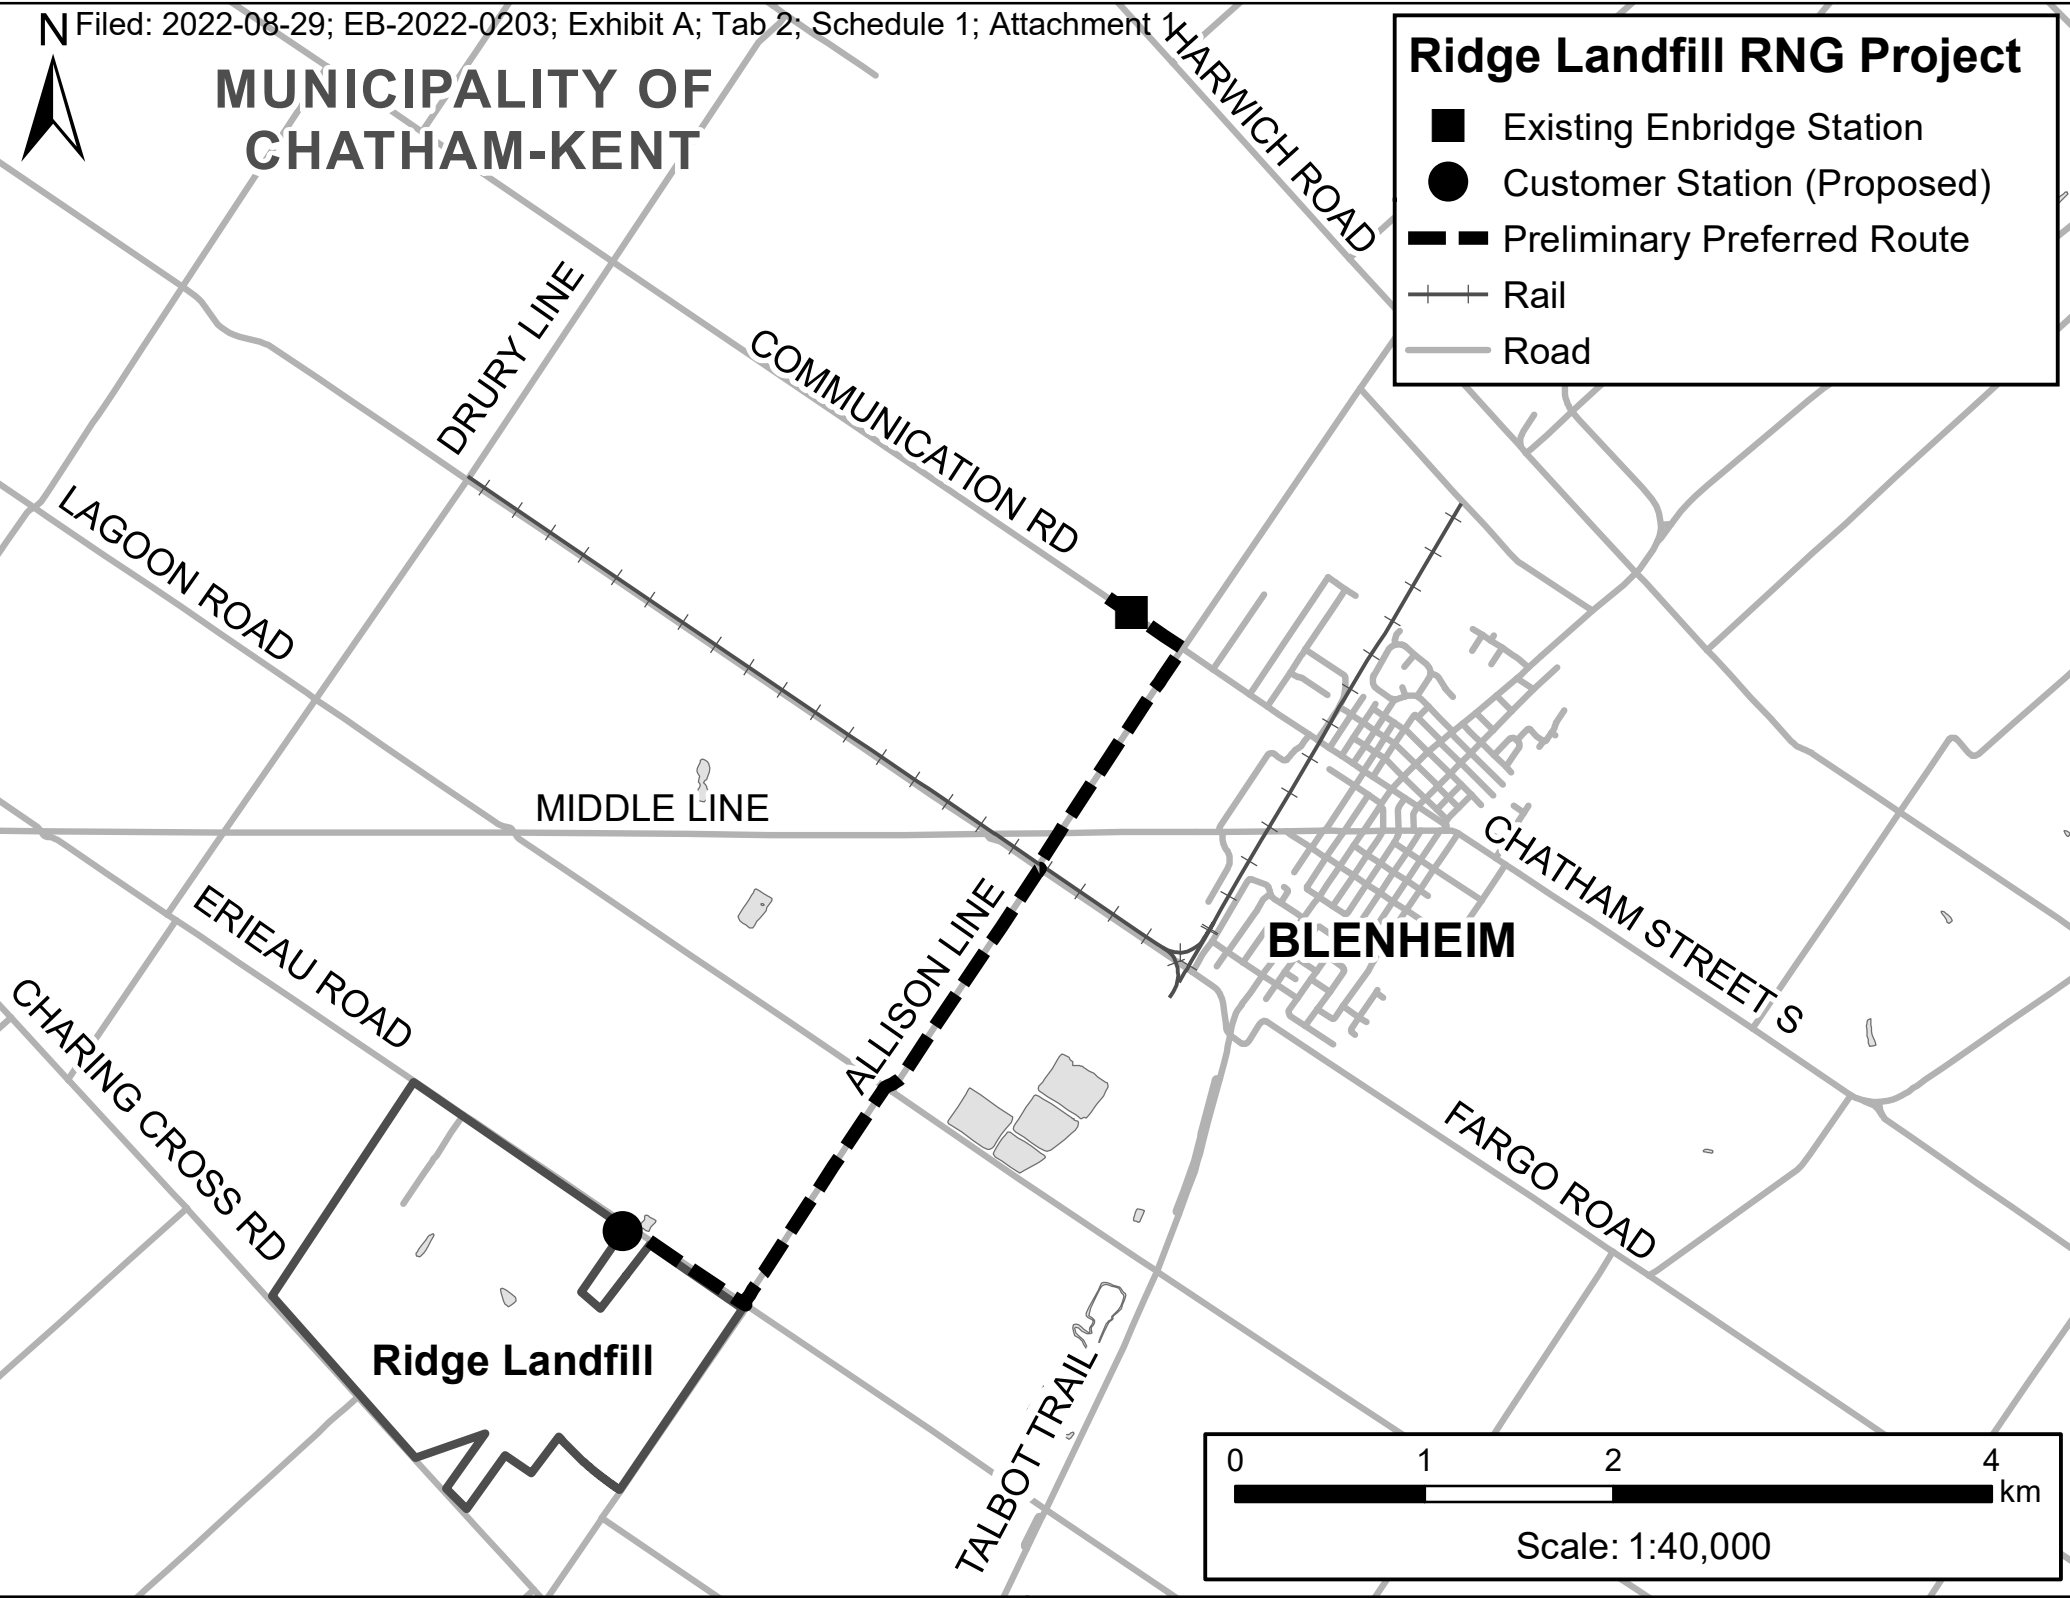 N Filed: 2022-08-29; EB-2022-0203; Exhibit A; Tab 2; Schedule 1; Attachment 1
MUNICIPALITY OF
CHATHAM-KENT
Ridge Landfill RNG Project
Existing Enbridge Station
Customer Station (Proposed)
Preliminary Preferred Route
Rail
Road
HARWICH ROAD
DRURY LINE
COMMUNICATION RD
LAGOON ROAD
MIDDLE LINE
CHATHAM STREET S
ERIEAU ROAD
ALLISON LINE
BLENHEIM
CHARING CROSS RD
FARGO ROAD
Ridge Landfill
TALBOT TRAIL
0 1 2 4
km
Scale: 1:40,000